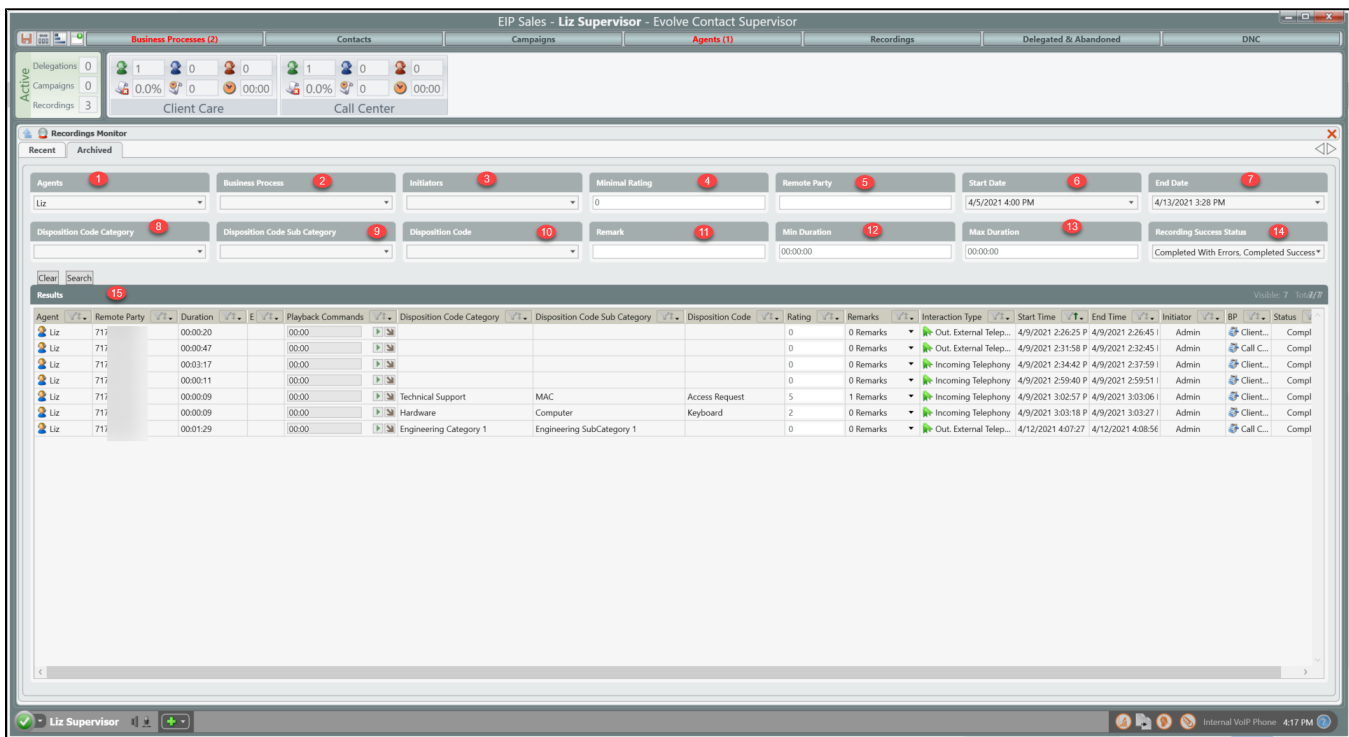 EIP Sales - Liz Supervisor - Evolve Contact Supervisor
Business Processes (2) Contacts Campaigns Agents (1) Recordings Delegated & Abandoned DNC
Active
Delegations 0
Campaigns 0
Recordings 3
1 0 0
0.0% 0 00:00
Client Care
1 0 0
0.0% 0 00:00
Call Center
Recordings Monitor
Recent Archived
Agents 1 Business Process 2 Initiators 3 Minimal Rating 4 Remote Party 5 Start Date 6 End Date 7
Liz 0 4/5/2021 4:00 PM 4/13/2021 3:28 PM
Disposition Code Category 8 Disposition Code Sub Category 9 Disposition Code 10 Remark 11 Min Duration 12 Max Duration 13 Recording Success Status 14
00:00:00 00:00:00 Completed With Errors, Completed Success
Clear Search
Results 15 Visible: 7
Agent Remote Party Duration E Playback Commands Disposition Code Category Disposition Code Sub Category Disposition Code Rating Remarks Interaction Type Start Time End Time Initiator BP Status
Liz 717 00:00:20 00:00 0 0 Remarks Out. External Telep... 4/9/2021 2:26:25 P 4/9/2021 2:26:45 Admin Client... Compl
Liz 717 00:00:47 00:00 0 0 Remarks Out. External Telep... 4/9/2021 2:31:58 P 4/9/2021 2:32:45 Admin Call C... Compl
Liz 717 00:03:17 00:00 0 0 Remarks Incoming Telephony 4/9/2021 2:34:42 P 4/9/2021 2:37:59 Admin Client... Compl
Liz 717 00:00:11 00:00 0 0 Remarks Incoming Telephony 4/9/2021 2:59:40 P 4/9/2021 2:59:51 Admin Client... Compl
Liz 717 00:00:09 00:00 Technical Support MAC Access Request 5 1 Remarks Incoming Telephony 4/9/2021 3:02:57 P 4/9/2021 3:03:06 Admin Client... Compl
Liz 717 00:00:09 00:00 Hardware Computer Keyboard 2 0 Remarks Incoming Telephony 4/9/2021 3:03:18 P 4/9/2021 3:03:27 Admin Client... Compl
Liz 717 00:01:29 00:00 Engineering Category 1 Engineering SubCategory 1 0 0 Remarks Out. External Telep... 4/12/2021 4:07:27 4/12/2021 4:08:56 Admin Call C... Compl
Liz Supervisor Internal VoIP Phone 4:17 PM